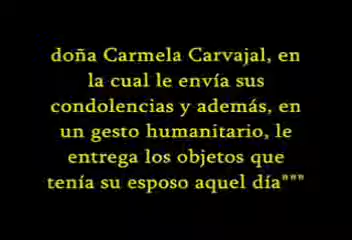 doña Carmela Carvajal, en
la cual le envía sus
condolencias y además, en
un gesto humanitario, le
entrega los objetos que
tenía su esposo aquel día"""